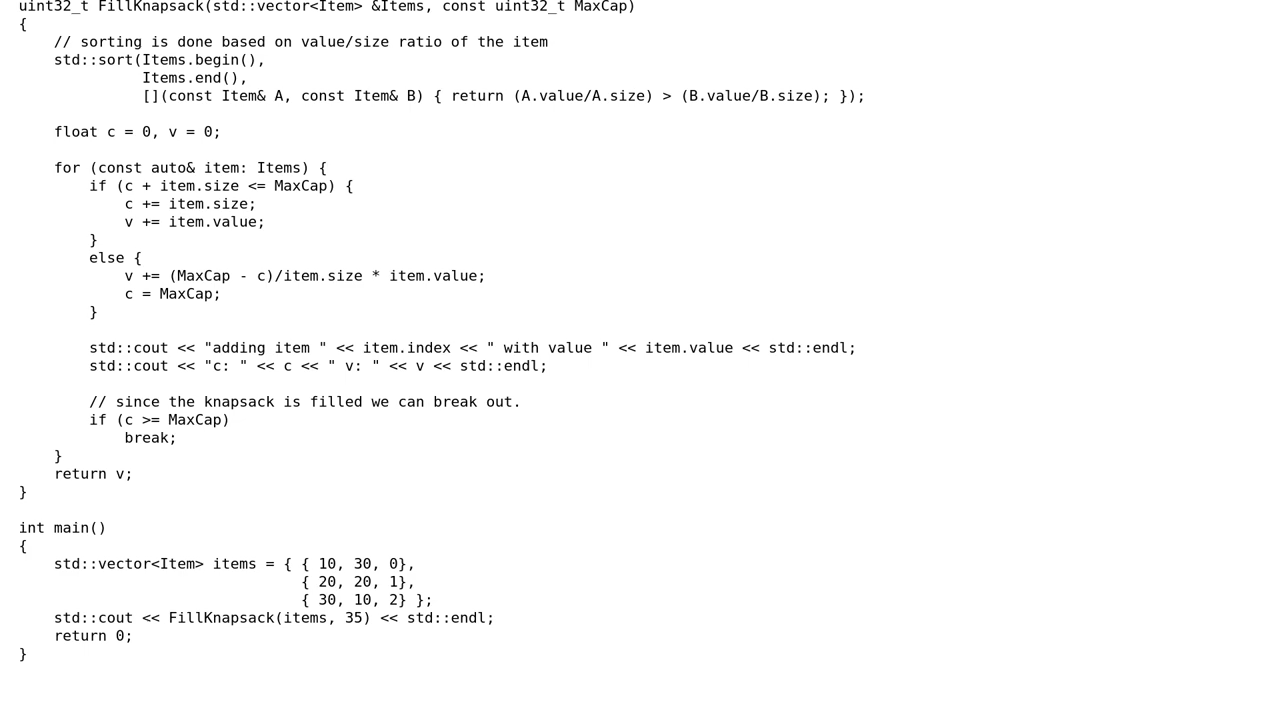 uint32_t FillKnapsack(std::vector<Item> &Items, const uint32_t MaxCap)
{
    // sorting is done based on value/size ratio of the item
    std::sort(Items.begin(),
              Items.end(),
              [](const Item& A, const Item& B) { return (A.value/A.size) > (B.value/B.size); });

    float c = 0, v = 0;

    for (const auto& item: Items) {
        if (c + item.size <= MaxCap) {
            c += item.size;
            v += item.value;
        }
        else {
            v += (MaxCap - c)/item.size * item.value;
            c = MaxCap;
        }

        std::cout << "adding item " << item.index << " with value " << item.value << std::endl;
        std::cout << "c: " << c << " v: " << v << std::endl;

        // since the knapsack is filled we can break out.
        if (c >= MaxCap)
            break;
    }
    return v;
}

int main()
{
    std::vector<Item> items = { { 10, 30, 0},
                                { 20, 20, 1},
                                { 30, 10, 2} };
    std::cout << FillKnapsack(items, 35) << std::endl;
    return 0;
}